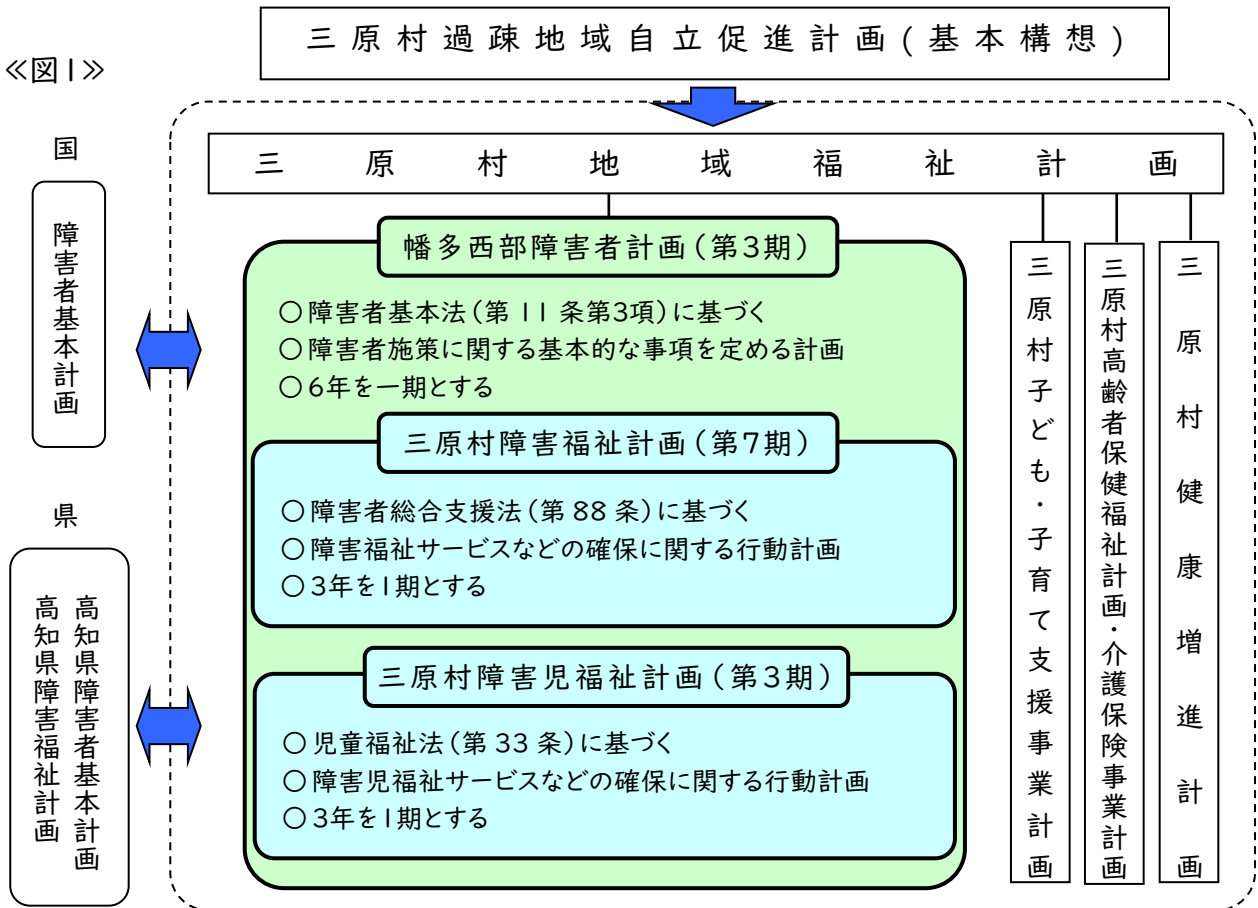 三原村過疎地域自立促進計画(基本構想)
≪図1≫
三原村地域福祉計画
国
障害者基本計画
県
高知県障害者基本計画
高知県障害福祉計画
幡多西部障害者計画(第3期)
○障害者基本法(第 11 条第3項)に基づく
○障害者施策に関する基本的な事項を定める計画
○6年を一期とする
三原村障害福祉計画(第7期)
○障害者総合支援法(第 88 条)に基づく
○障害福祉サービスなどの確保に関する行動計画
○3年を1期とする
三原村障害児福祉計画(第3期)
○児童福祉法(第 33 条)に基づく
○障害児福祉サービスなどの確保に関する行動計画
○3年を1期とする
三原村子ども・子育て支援事業計画
三原村高齢者保健福祉計画・介護保険事業計画
三原村健康増進計画